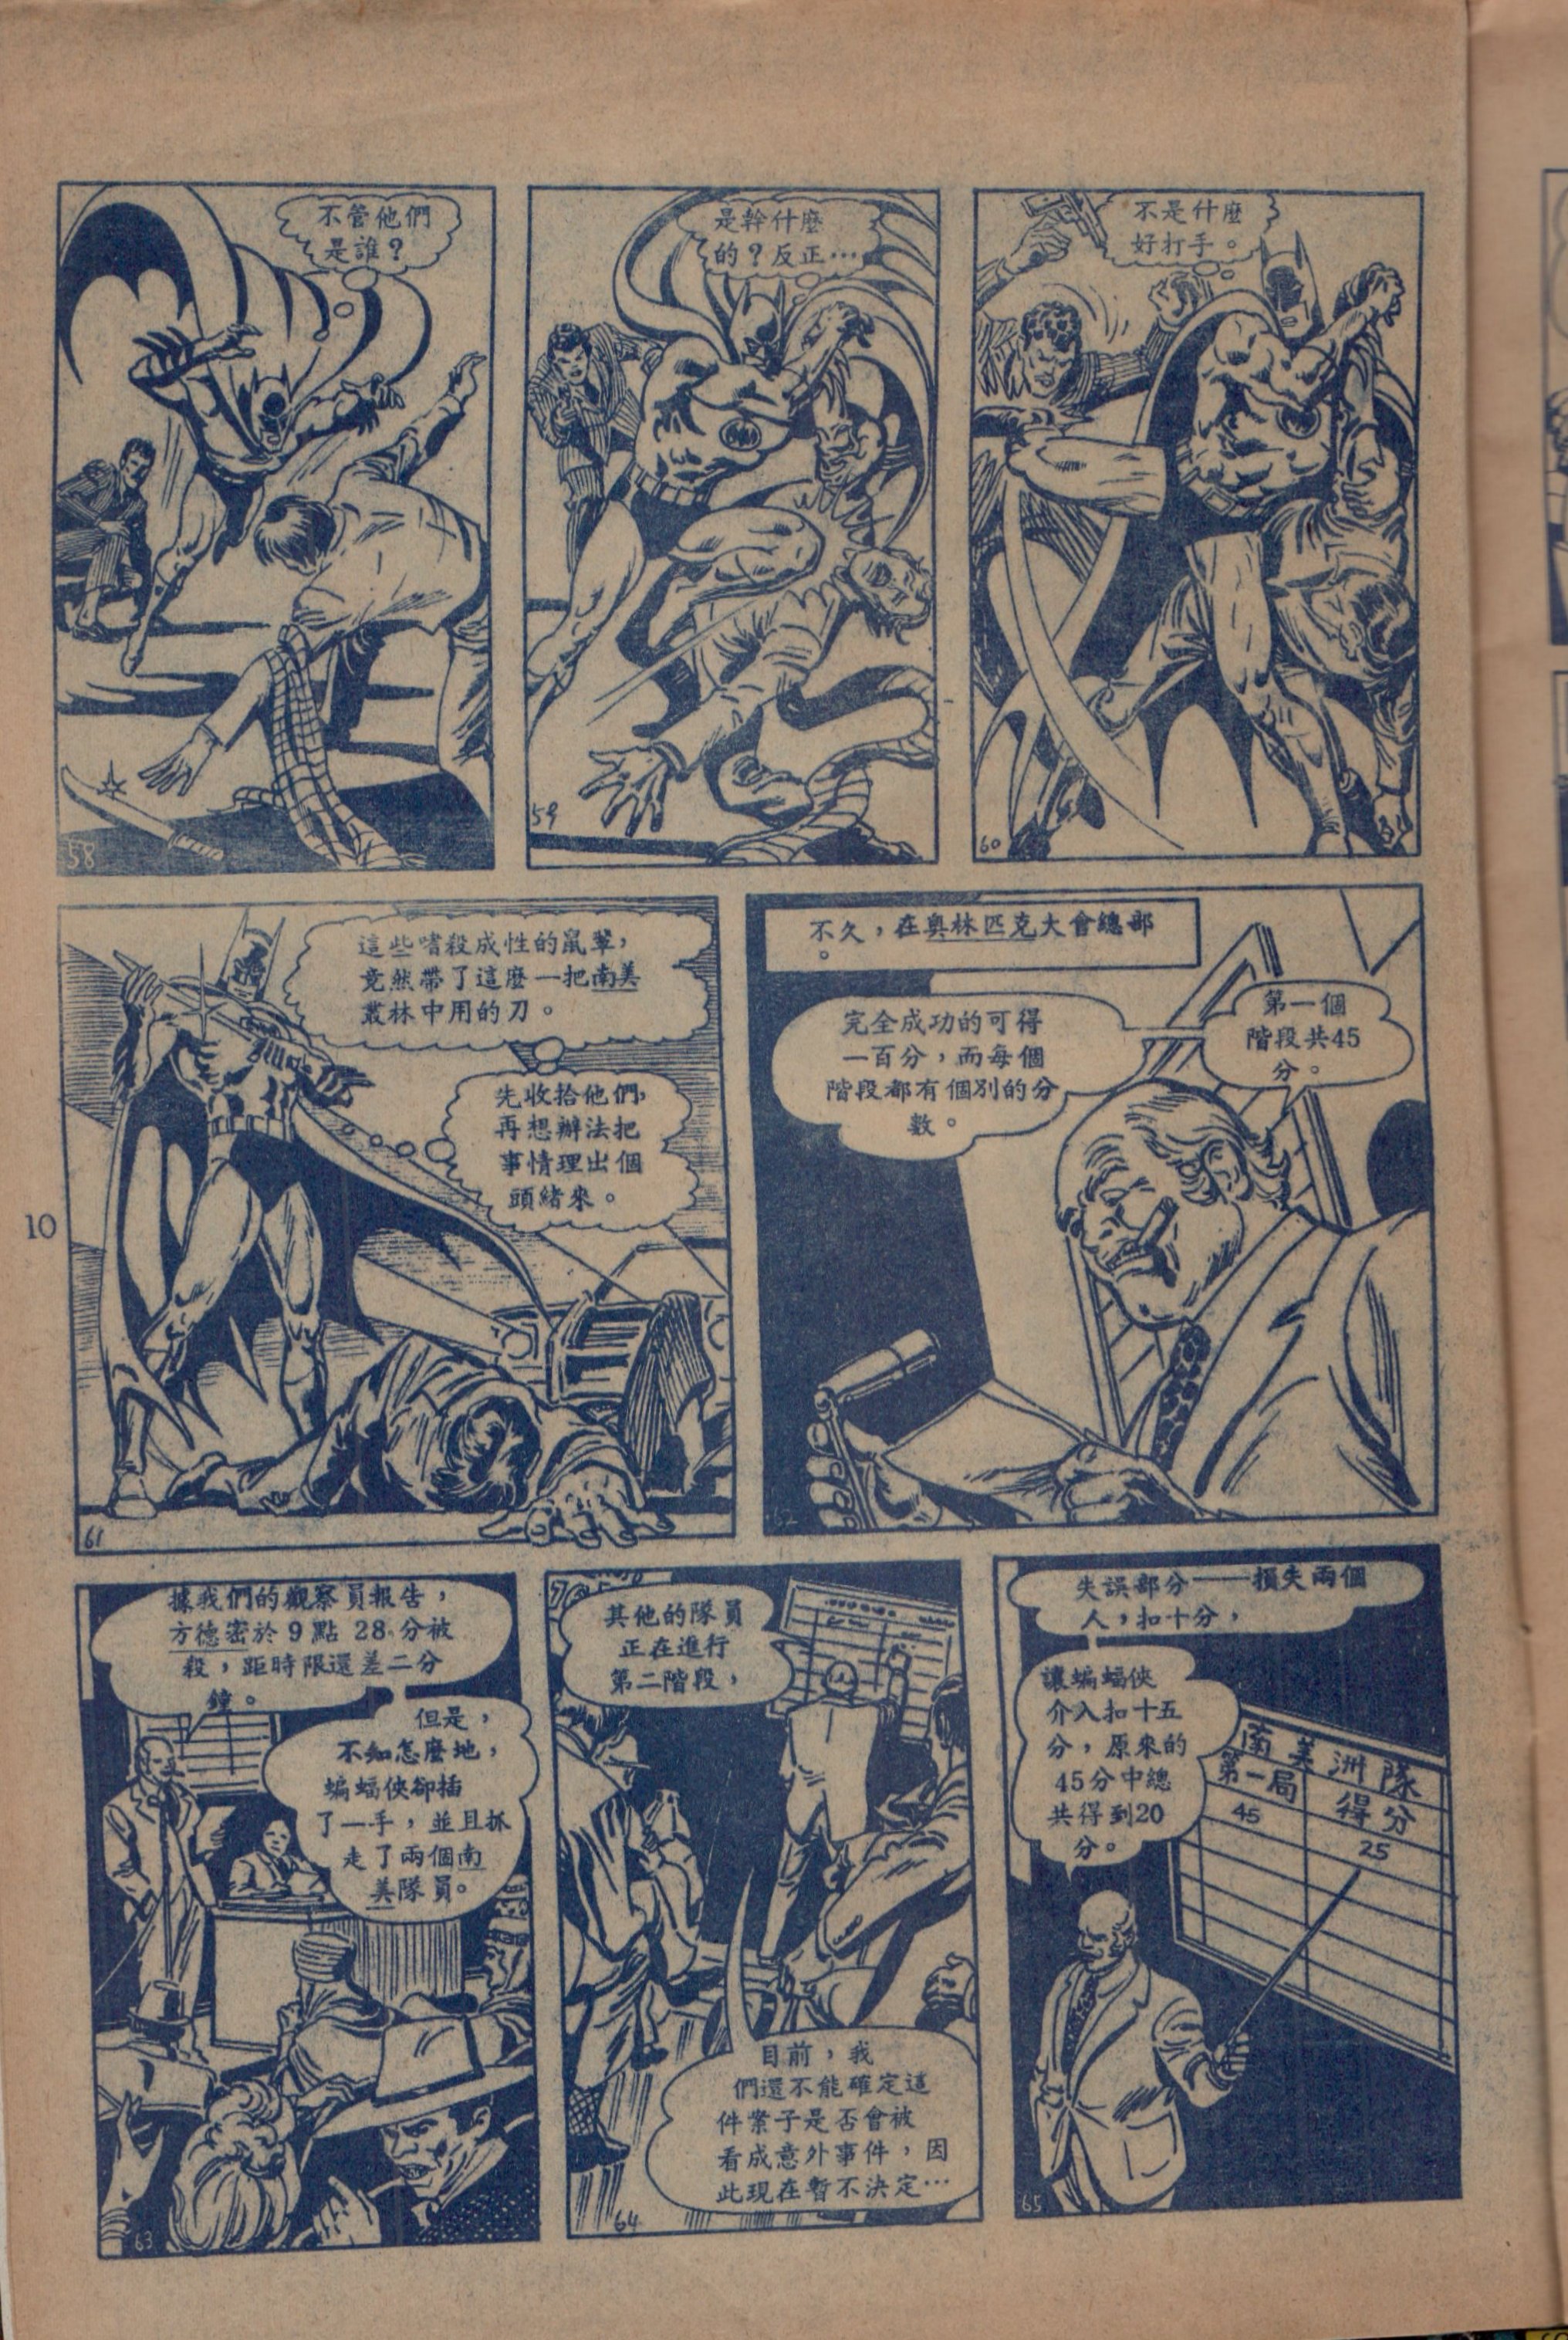 不管他們
是誰？
58
是幹什麼
的？反正…
59
不是什麼
好打手。
60
這些嗜殺成性的鼠輩，
竟然帶了這麼一把南美
叢林中用的刀。
先收拾他們，
再想辦法把
事情理出個
頭緒來。
61
不久，在奥林匹克大會總部
。
完全成功的可得
一百分，而每個
階段都有個別的分
數。
第一個
階段共45
分。
62
10
據我們的觀察員報告，
方德密於9點28分被
殺，距時限還差二分
鐘。
但是，
不知怎麼地，
蝙蝠俠卻插
了一手，並且抓
走了兩個南
美隊員。
63
其他的隊員
正在進行
第二階段，
目前，我
們還不能確定這
件案子是否會被
看成意外事件，因
此現在暫不決定…
64
失誤部分——損失兩個
人，扣十分，
讓蝙蝠俠
介入扣十五
分，原來的
45分中總
共得到20
分。
南美洲隊
第一局 得分
45
25
65